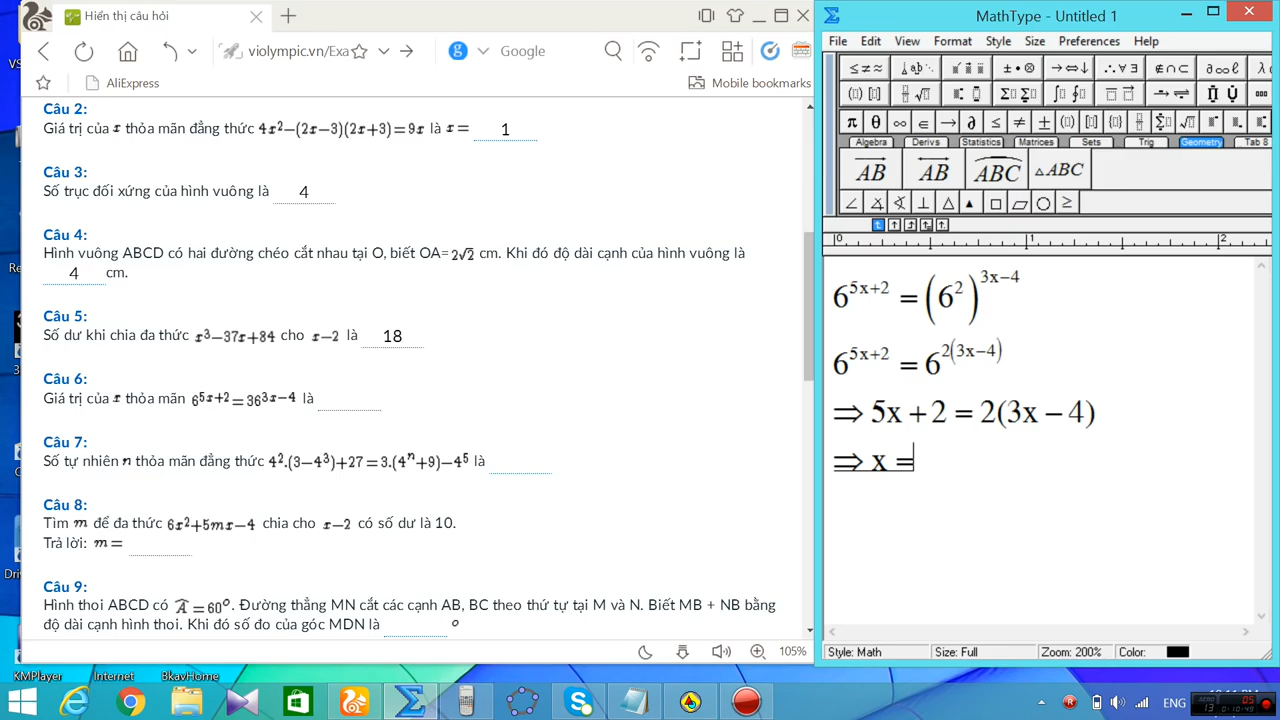 Hiển thị câu hỏi
violympic.vn/Exa
Google
AliExpress
Mobile bookmarks
Câu 2:
Giá trị của x thỏa mãn đẳng thức 4x²−(2x−3)(2x+3)=9x là x= 1
Câu 3:
Số trục đối xứng của hình vuông là 4
Câu 4:
Hình vuông ABCD có hai đường chéo cắt nhau tại O, biết OA=2√2 cm. Khi đó độ dài cạnh của hình vuông là
4 cm.
Câu 5:
Số dư khi chia đa thức x³−37x+84 cho x−2 là 18
Câu 6:
Giá trị của x thỏa mãn 6^{5x+2}=36^{3x−4} là
Câu 7:
Số tự nhiên n thỏa mãn đẳng thức 4².(3−4³)+27=3.(4ⁿ+9)−4⁵ là
Câu 8:
Tìm m để đa thức 6x²+5mx−4 chia cho x−2 có số dư là 10.
Trả lời: m=
Câu 9:
Hình thoi ABCD có Â=60°. Đường thẳng MN cắt các cạnh AB, BC theo thứ tự tại M và N. Biết MB + NB bằng
độ dài cạnh hình thoi. Khi đó số đo của góc MDN là °
105%
MathType - Untitled 1
File Edit View Format Style Size Preferences Help
Algebra Derivs Statistics Matrices Sets Trig Geometry Tab 8
AB AB ABC △ABC
0 1 2
6^{5x+2} = (6²)^{3x−4}
6^{5x+2} = 6^{2(3x−4)}
⇒ 5x + 2 = 2(3x − 4)
⇒ x =
Style: Math Size: Full Zoom: 200% Color:
KMPlayer Internet BkavHome
ENG